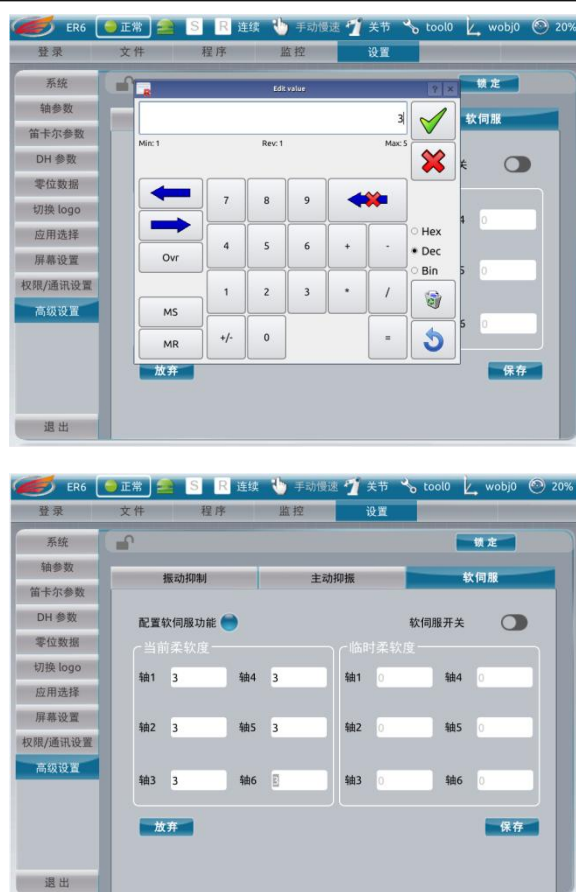 ER6 正常 S R 连续 手动慢速 关节 tool0 wobj0 20%
登录 文件 程序 监控 设置
系统
轴参数
笛卡尔参数
DH 参数
零位数据
切换 logo
应用选择
屏幕设置
权限/通讯设置
高级设置
退出
锁定
软伺服
关
Edit value
? ×
3
Min: 1 Rev: 1 Max: 5
7 8 9
Ovr 4 5 6 + -
Hex
Dec
Bin
1 2 3 * /
MS
MR +/- 0 =
4 0
5 0
6 0
放弃 保存
ER6 正常 S R 连续 手动慢速 关节 tool0 wobj0 20%
登录 文件 程序 监控 设置
系统
轴参数
笛卡尔参数
DH 参数
零位数据
切换 logo
应用选择
屏幕设置
权限/通讯设置
高级设置
退出
锁定
振动抑制 主动抑振 软伺服
配置软伺服功能 软伺服开关
当前柔软度 临时柔软度
轴1 3 轴4 3 轴1 0 轴4 0
轴2 3 轴5 3 轴2 0 轴5 0
轴3 3 轴6 3 轴3 0 轴6 0
放弃 保存